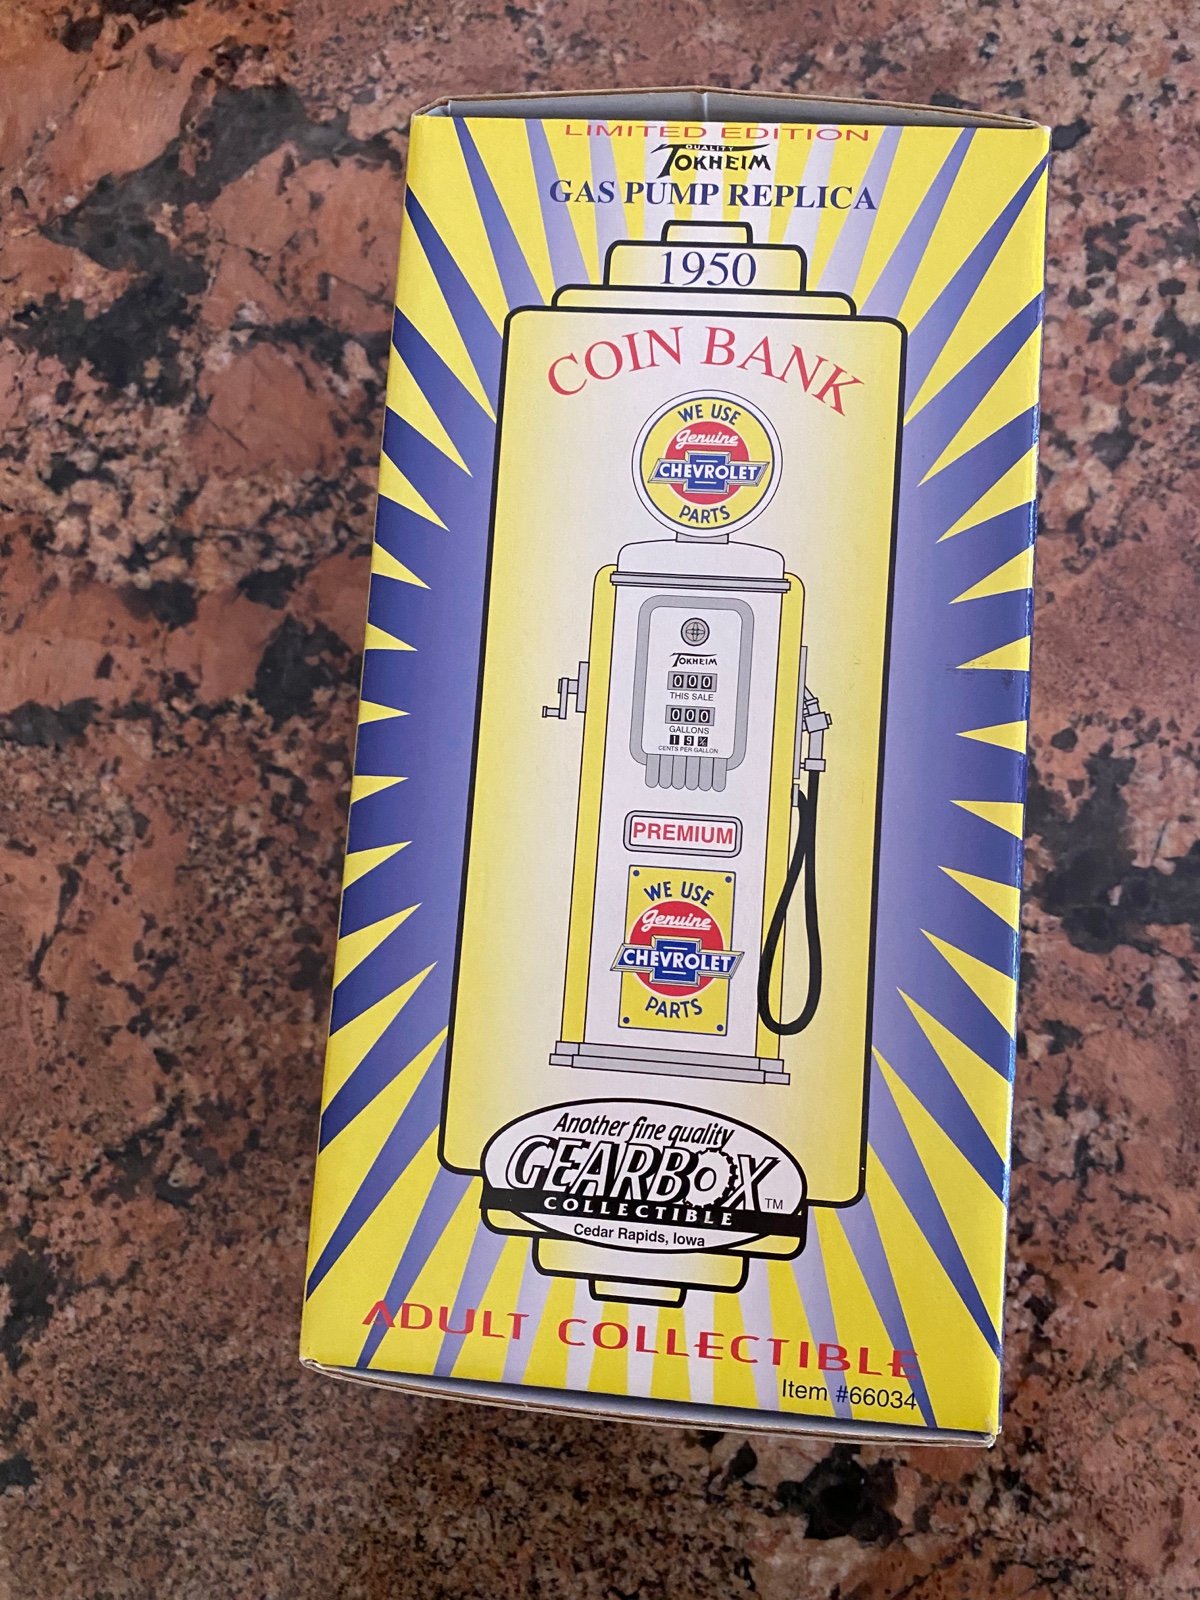 LIMITED EDITION
QUALITY
TOKHEIM
GAS PUMP REPLICA
1950
COIN BANK
WE USE
Genuine
CHEVROLET
PARTS
TOKHEIM
000
THIS SALE
000
GALLONS
CENTS PER GALLON
PREMIUM
WE USE
Genuine
CHEVROLET
PARTS
Another fine quality
GEARBOX TM
COLLECTIBLE
Cedar Rapids, Iowa
ADULT COLLECTIBLE
Item #66034